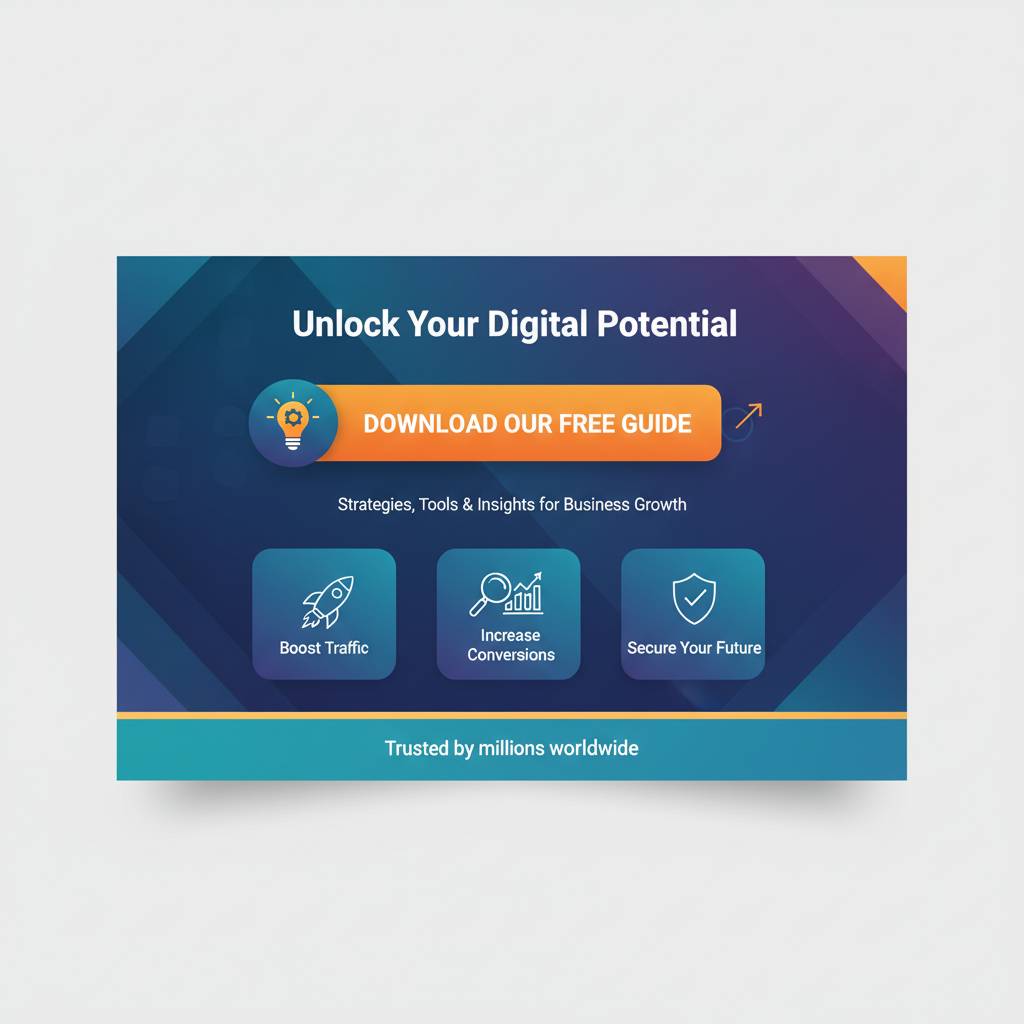 Unlock Your Digital Potential
DOWNLOAD OUR FREE GUIDE
Strategies, Tools & Insights for Business Growth
Boost Traffic
Increase
Conversions
Secure Your Future
Trusted by millions worldwide